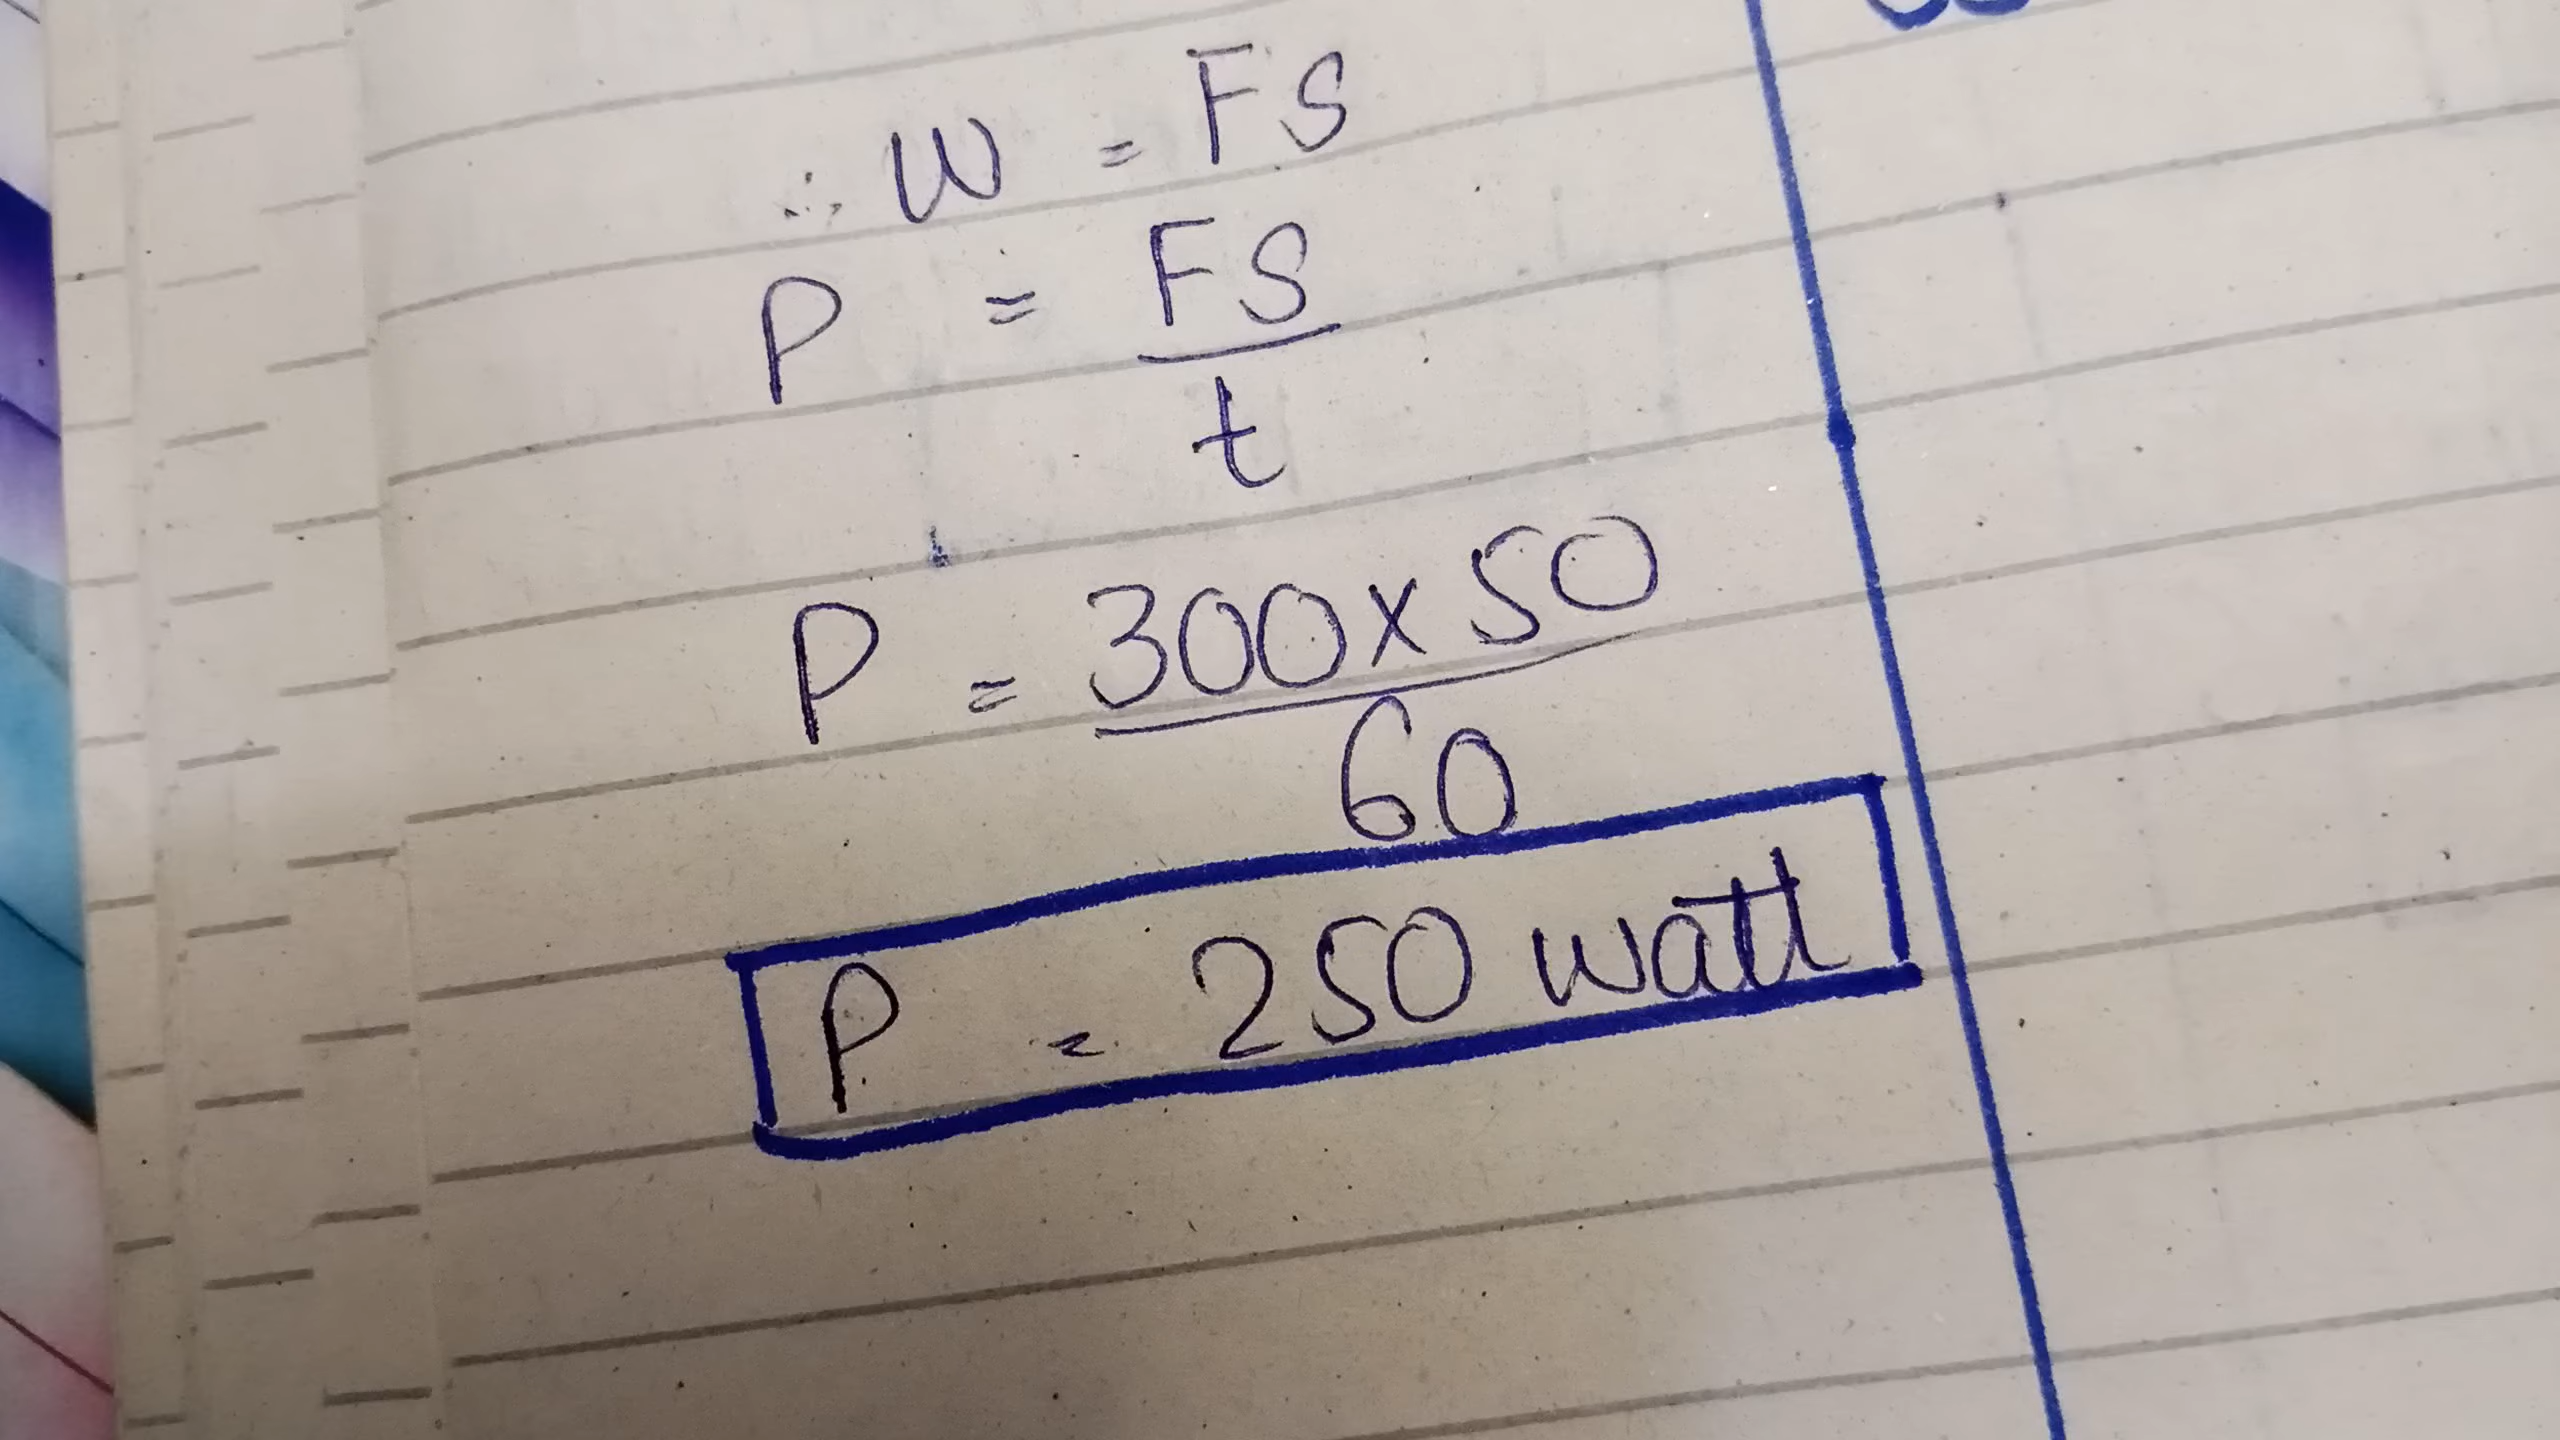 ∴ W = FS
P = FS
t
P = 300 x 50
60
P = 250 watt